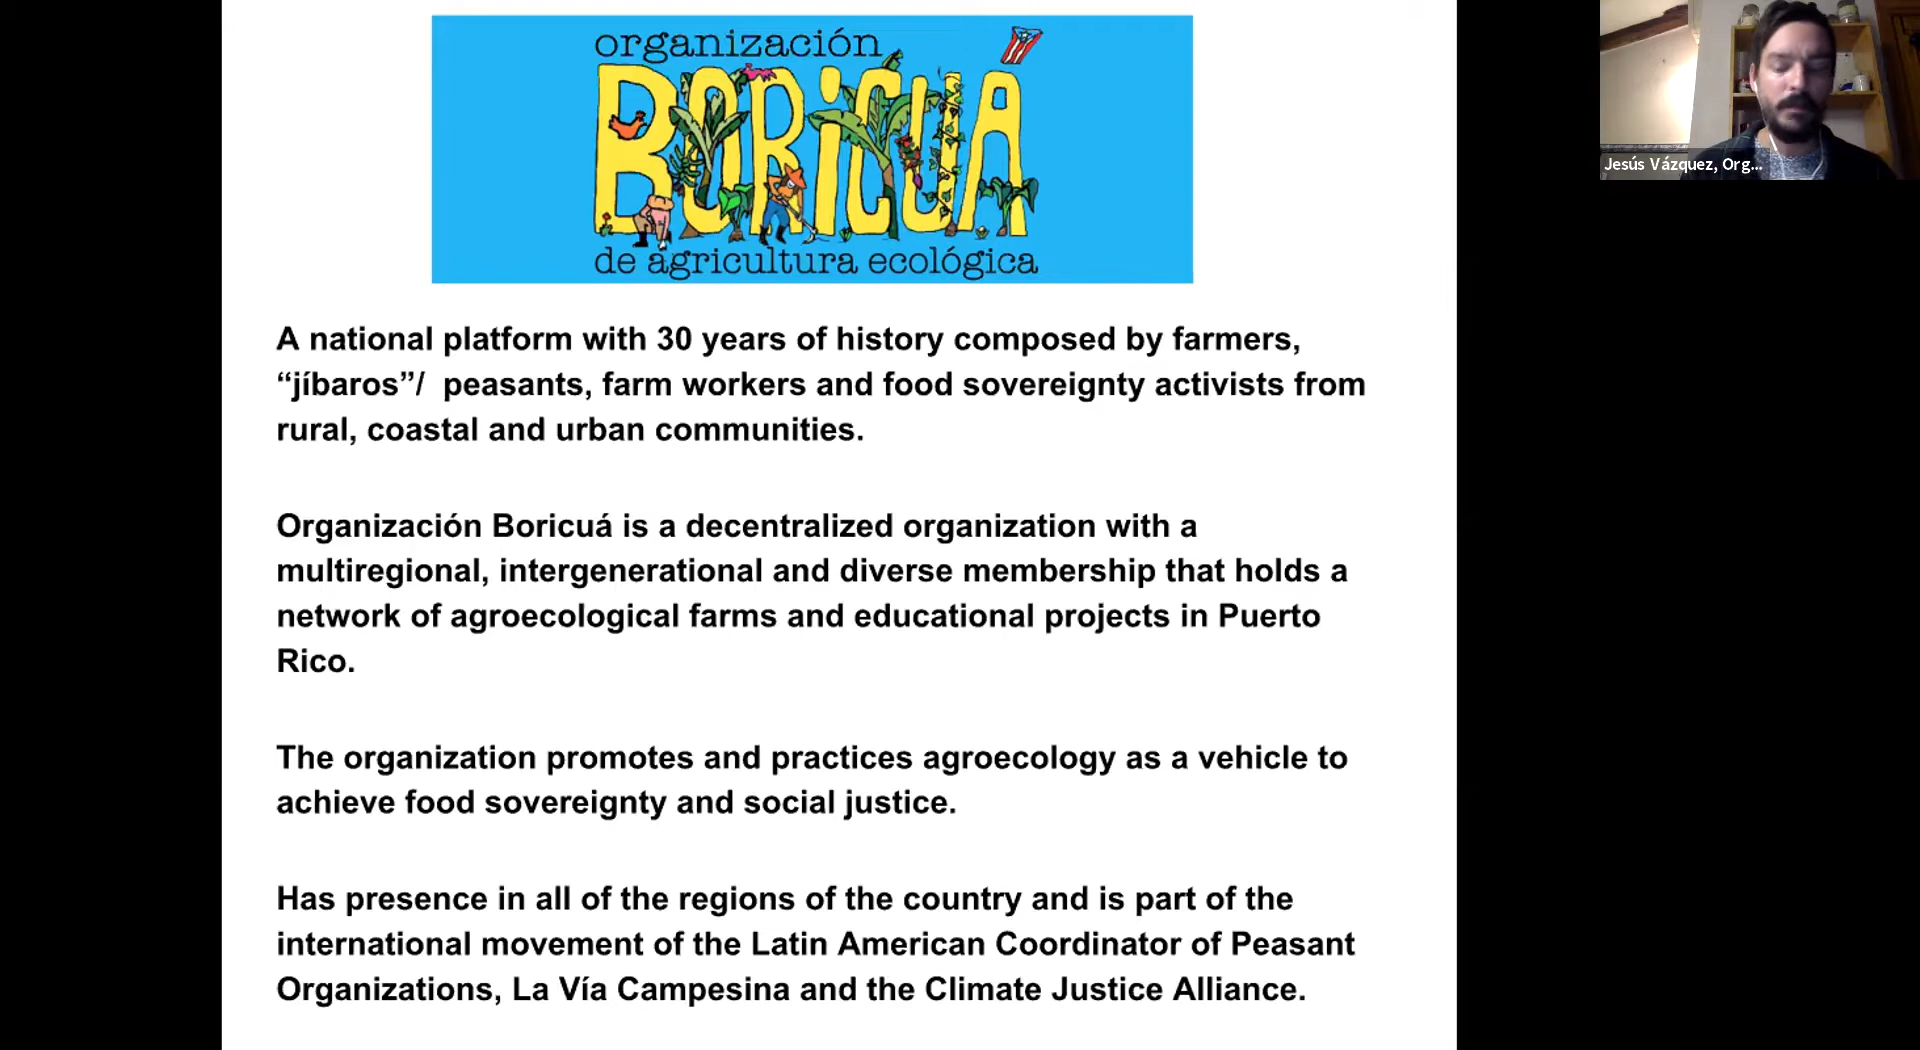 organización
BORiCUÁ
de agricultura ecológica
Jesús Vázquez, Org...
A national platform with 30 years of history composed by farmers,
“jíbaros”/  peasants, farm workers and food sovereignty activists from
rural, coastal and urban communities.
Organización Boricuá is a decentralized organization with a
multiregional, intergenerational and diverse membership that holds a
network of agroecological farms and educational projects in Puerto
Rico.
The organization promotes and practices agroecology as a vehicle to
achieve food sovereignty and social justice.
Has presence in all of the regions of the country and is part of the
international movement of the Latin American Coordinator of Peasant
Organizations, La Vía Campesina and the Climate Justice Alliance.